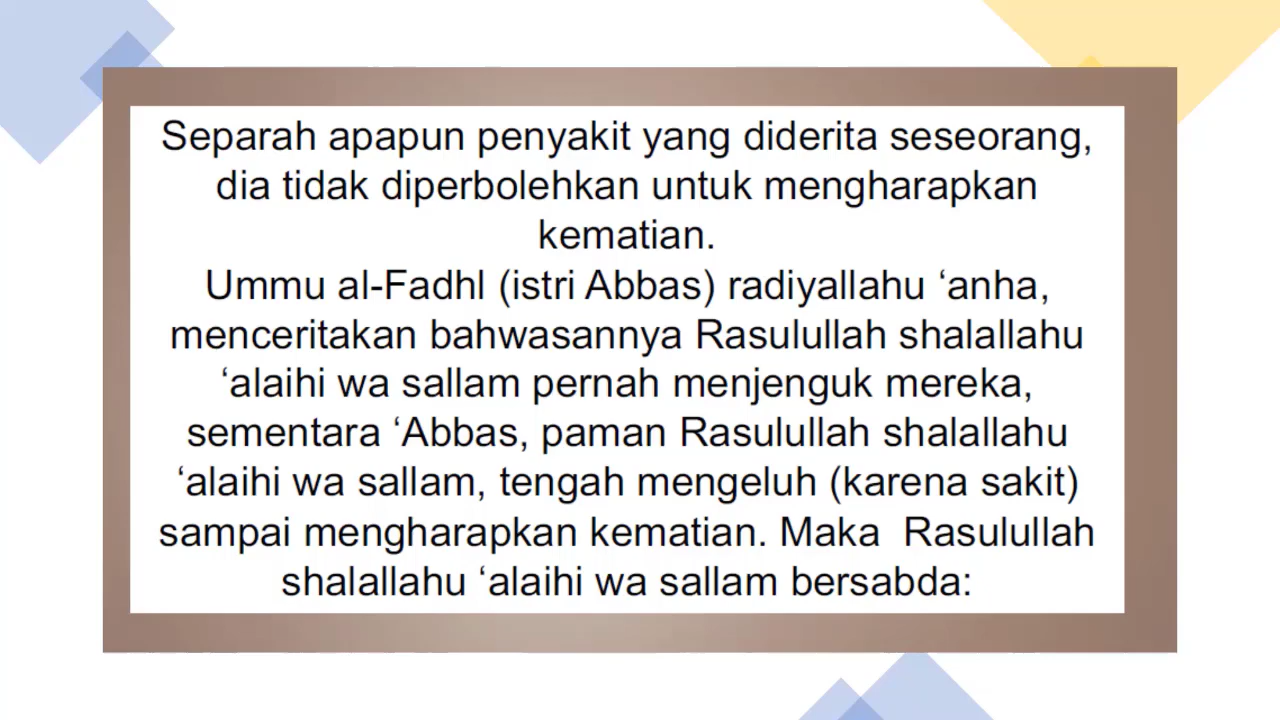 Separah apapun penyakit yang diderita seseorang,
dia tidak diperbolehkan untuk mengharapkan
kematian.
Ummu al-Fadhl (istri Abbas) radiyallahu ‘anha,
menceritakan bahwasannya Rasulullah shalallahu
‘alaihi wa sallam pernah menjenguk mereka,
sementara ‘Abbas, paman Rasulullah shalallahu
‘alaihi wa sallam, tengah mengeluh (karena sakit)
sampai mengharapkan kematian. Maka  Rasulullah
shalallahu ‘alaihi wa sallam bersabda: